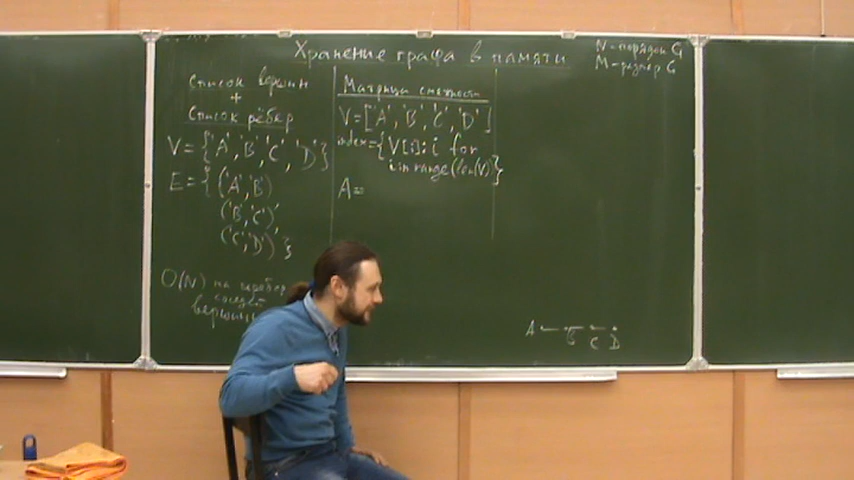 Хранение графа в памяти
N - порядок G
M - размер G
Список вершин
+
Список рёбер
V = {'A', 'B', 'C', 'D'}
E = { ('A', 'B')
('B', 'C'),
('C', 'D') }
O(N) на перебор
соседей
вершины
Матрица смежности
V = ['A', 'B', 'C', 'D']
index = {V[i]: i for
i in range(len(V))}
A =
A B C D